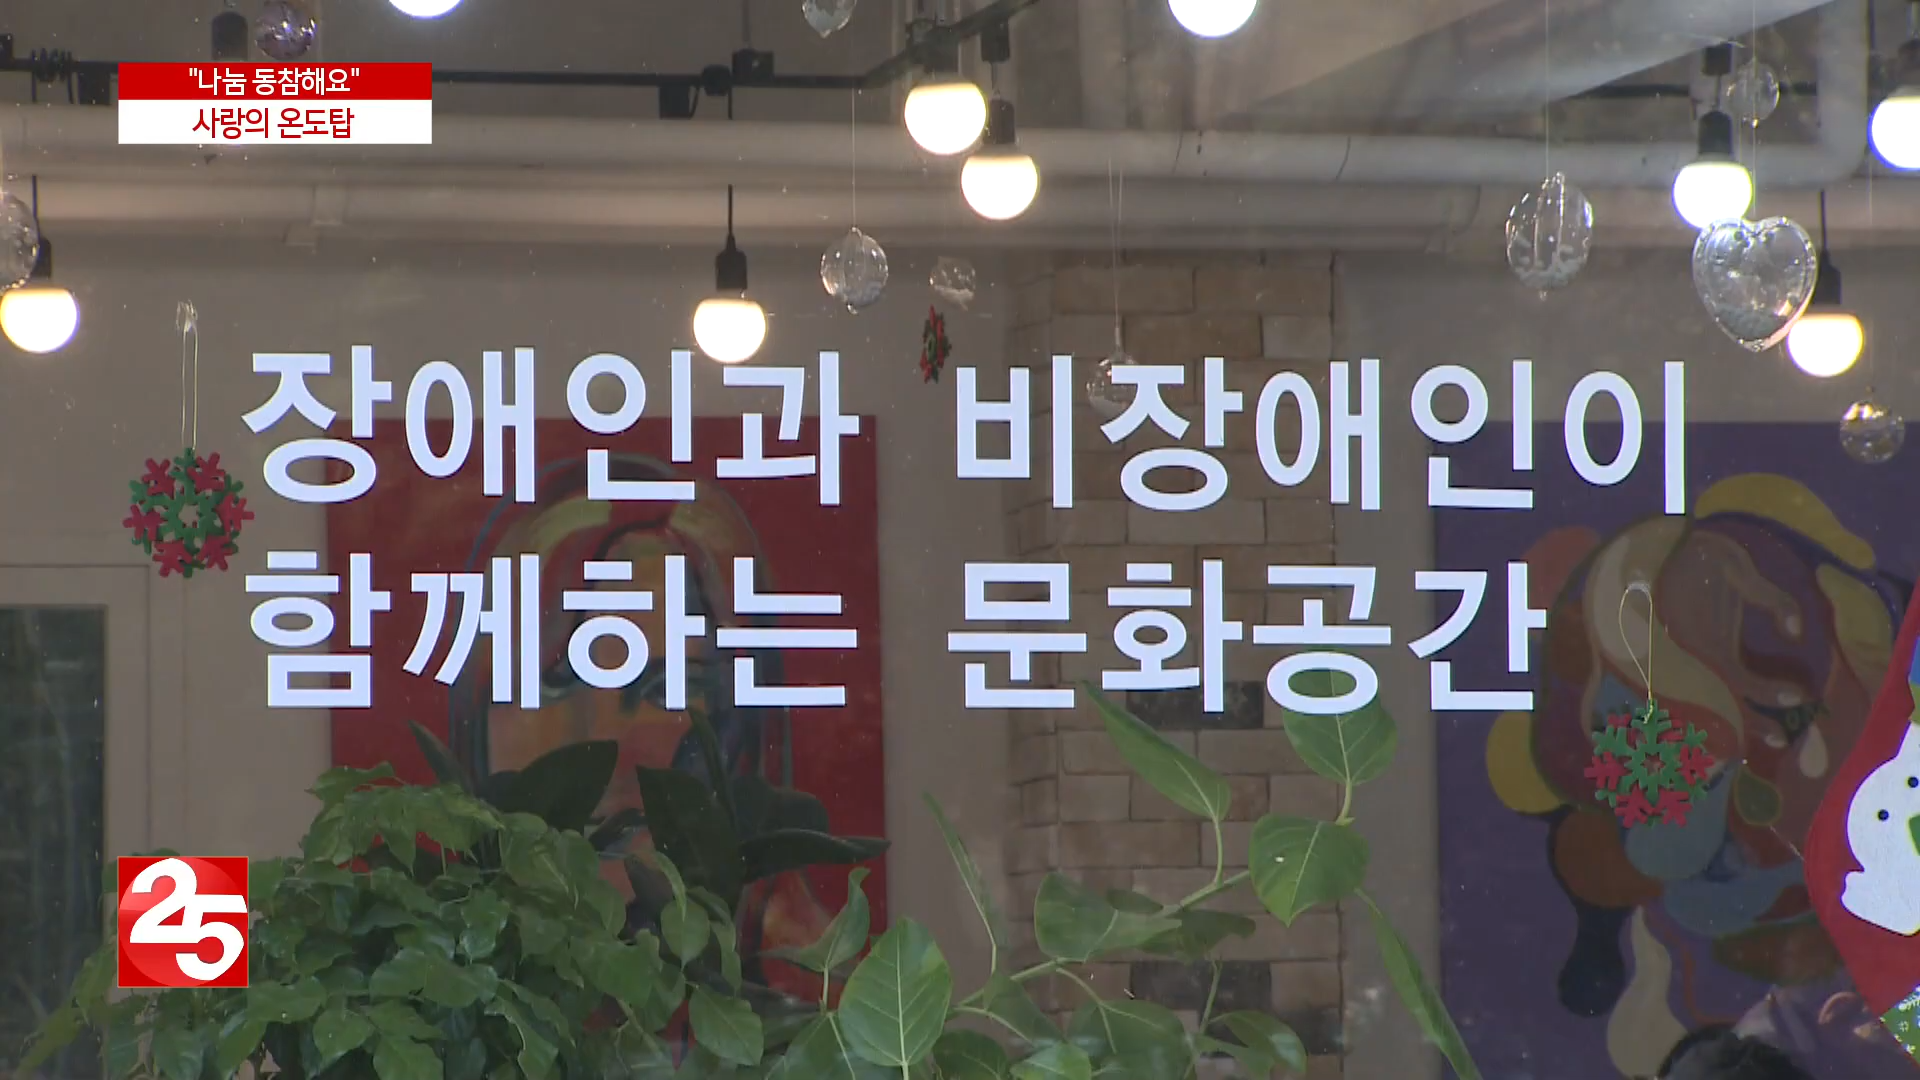 "나눔 동참해요"
사랑의 온도탑
장애인과 비장애인이
함께하는 문화공간
25